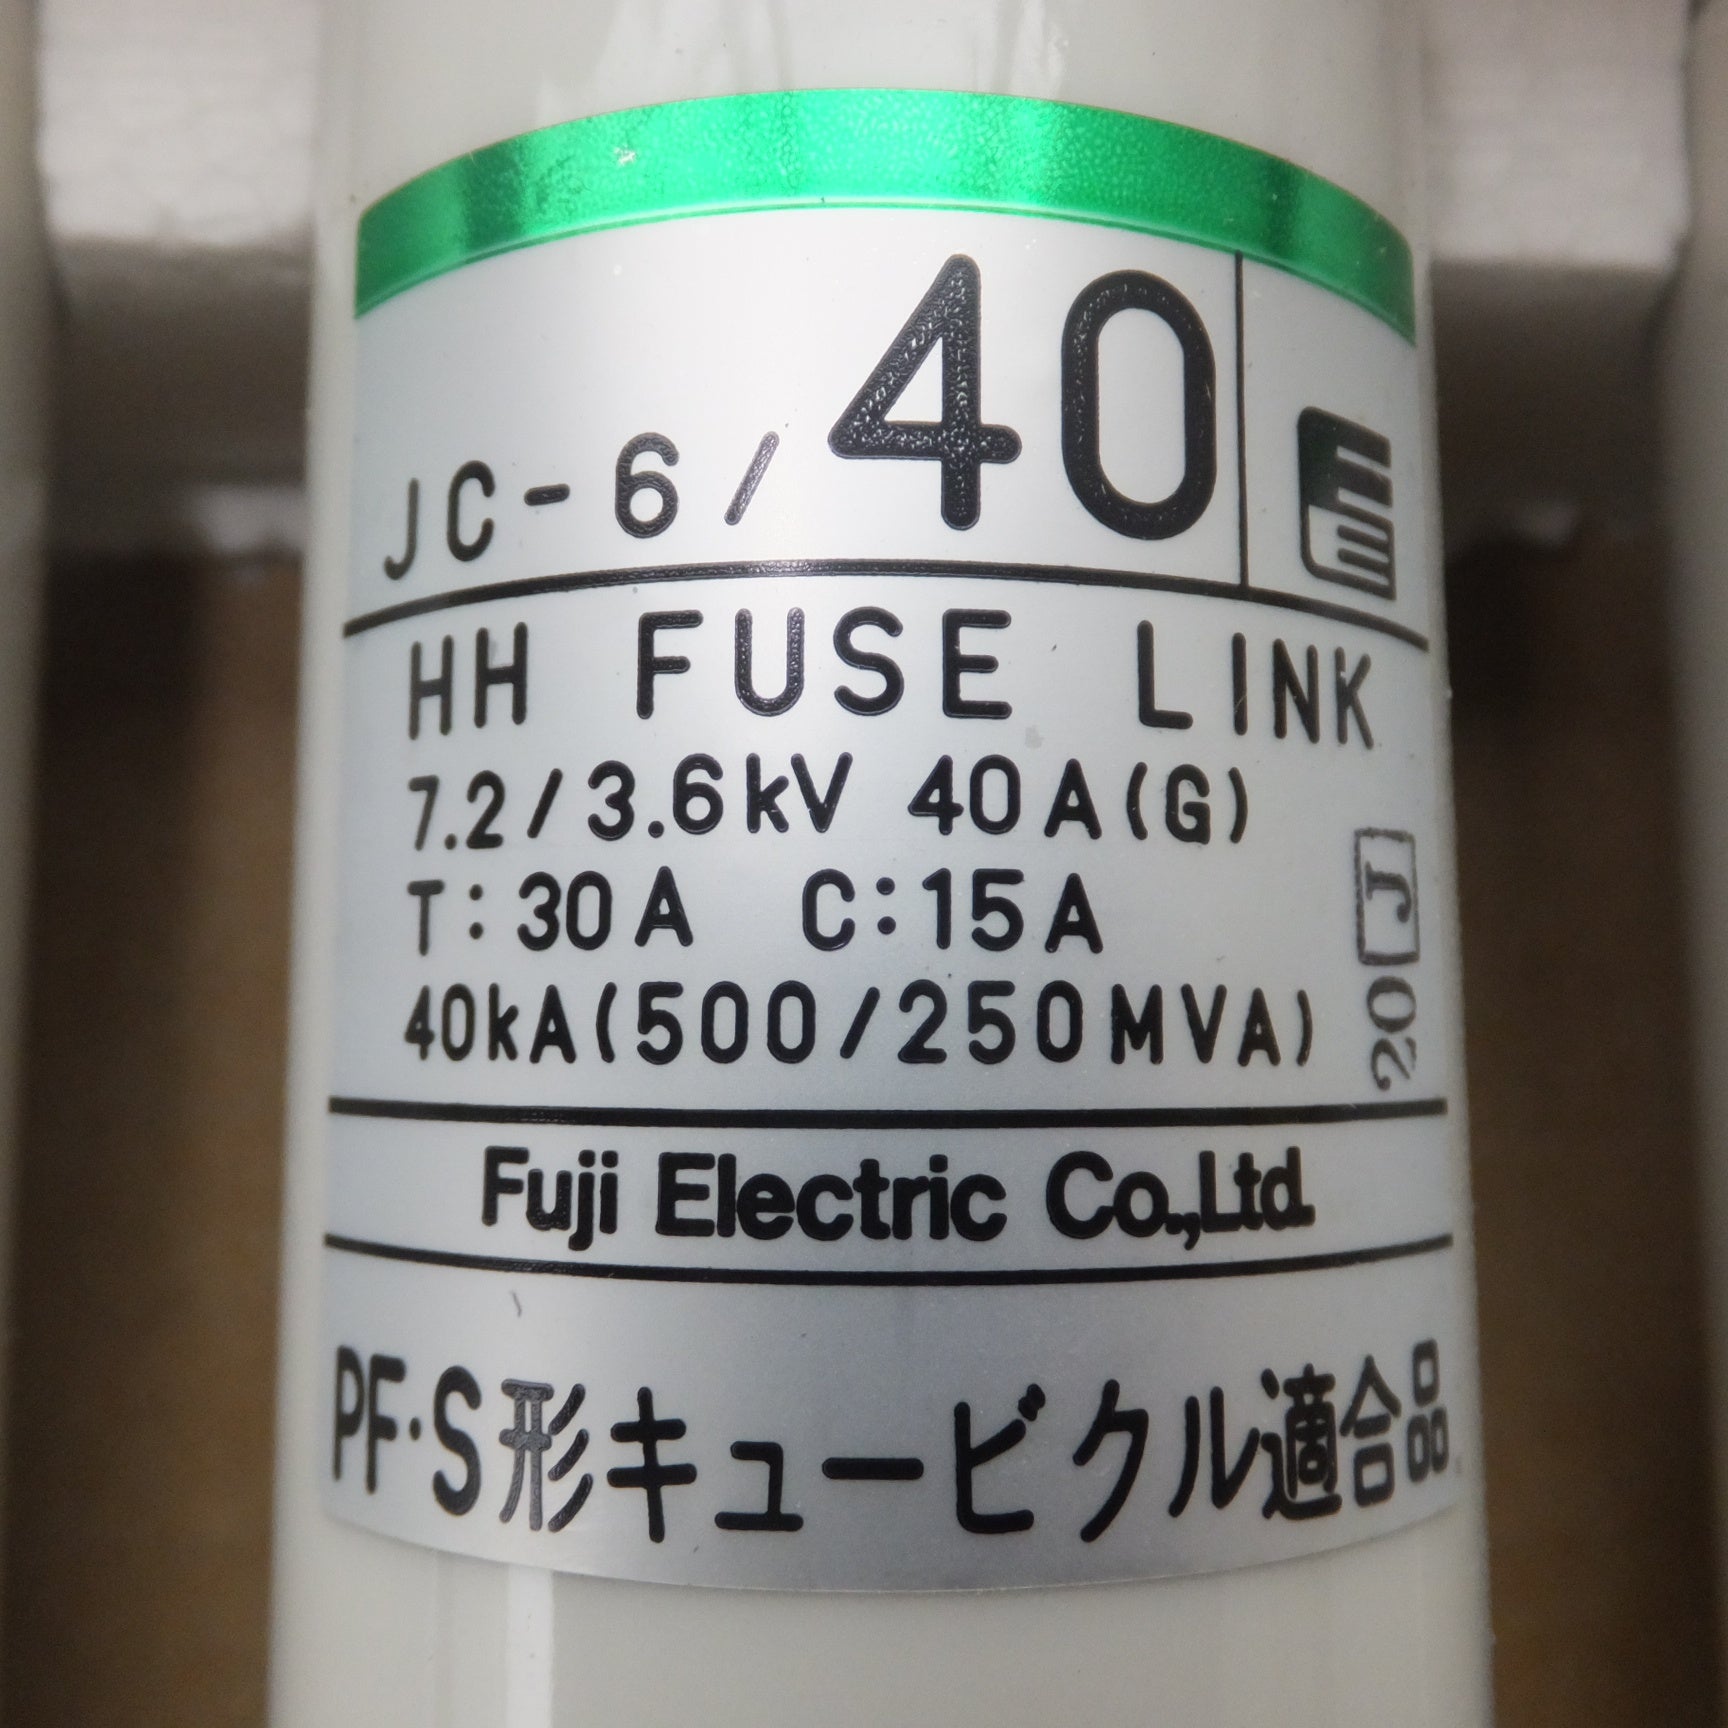 JC-6/40
HH FUSE LINK
7.2/3.6kV 40A(G)
T:30A C:15A
40kA(500/250MVA)
20 J
Fuji Electric Co.,Ltd.
PF·S形キュービクル適合品